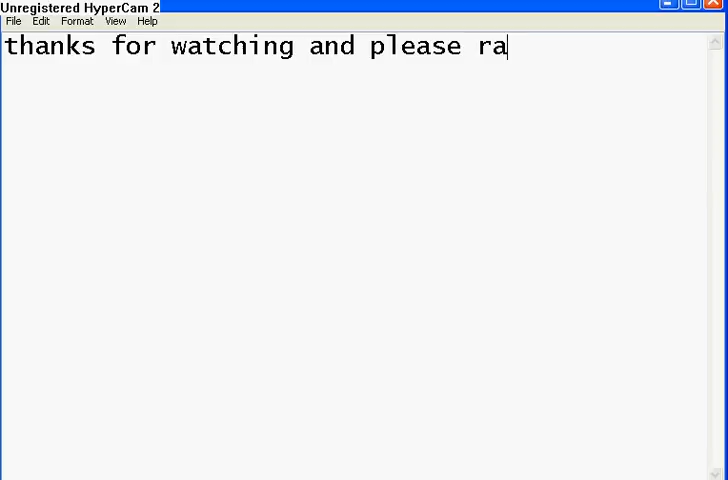 Unregistered HyperCam 2
File Edit Format View Help
thanks for watching and please ra